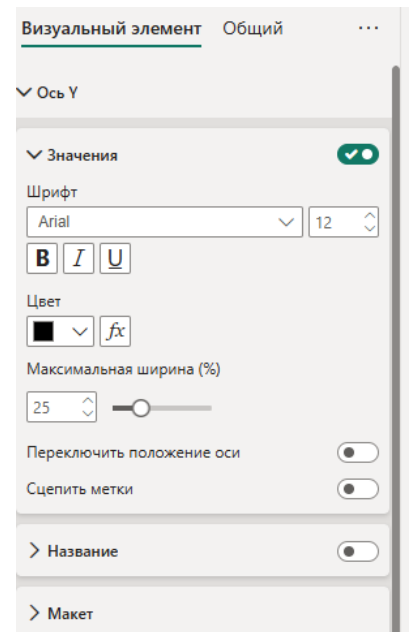 Визуальный элемент Общий ...
Ось Y
Значения
Шрифт
Arial 12
B I U
Цвет
fx
Максимальная ширина (%)
25
Переключить положение оси
Сцепить метки
Название
Макет